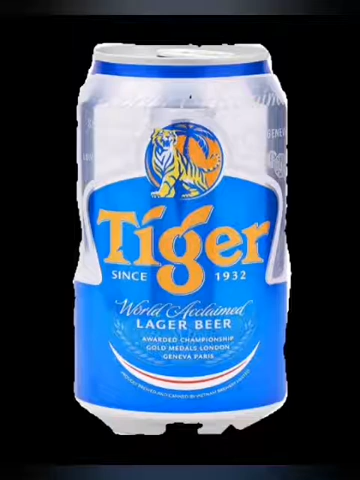 Tiger
SINCE 1932
World Acclaimed
LAGER BEER
AWARDED CHAMPIONSHIP
GOLD MEDALS LONDON
GENEVA PARIS